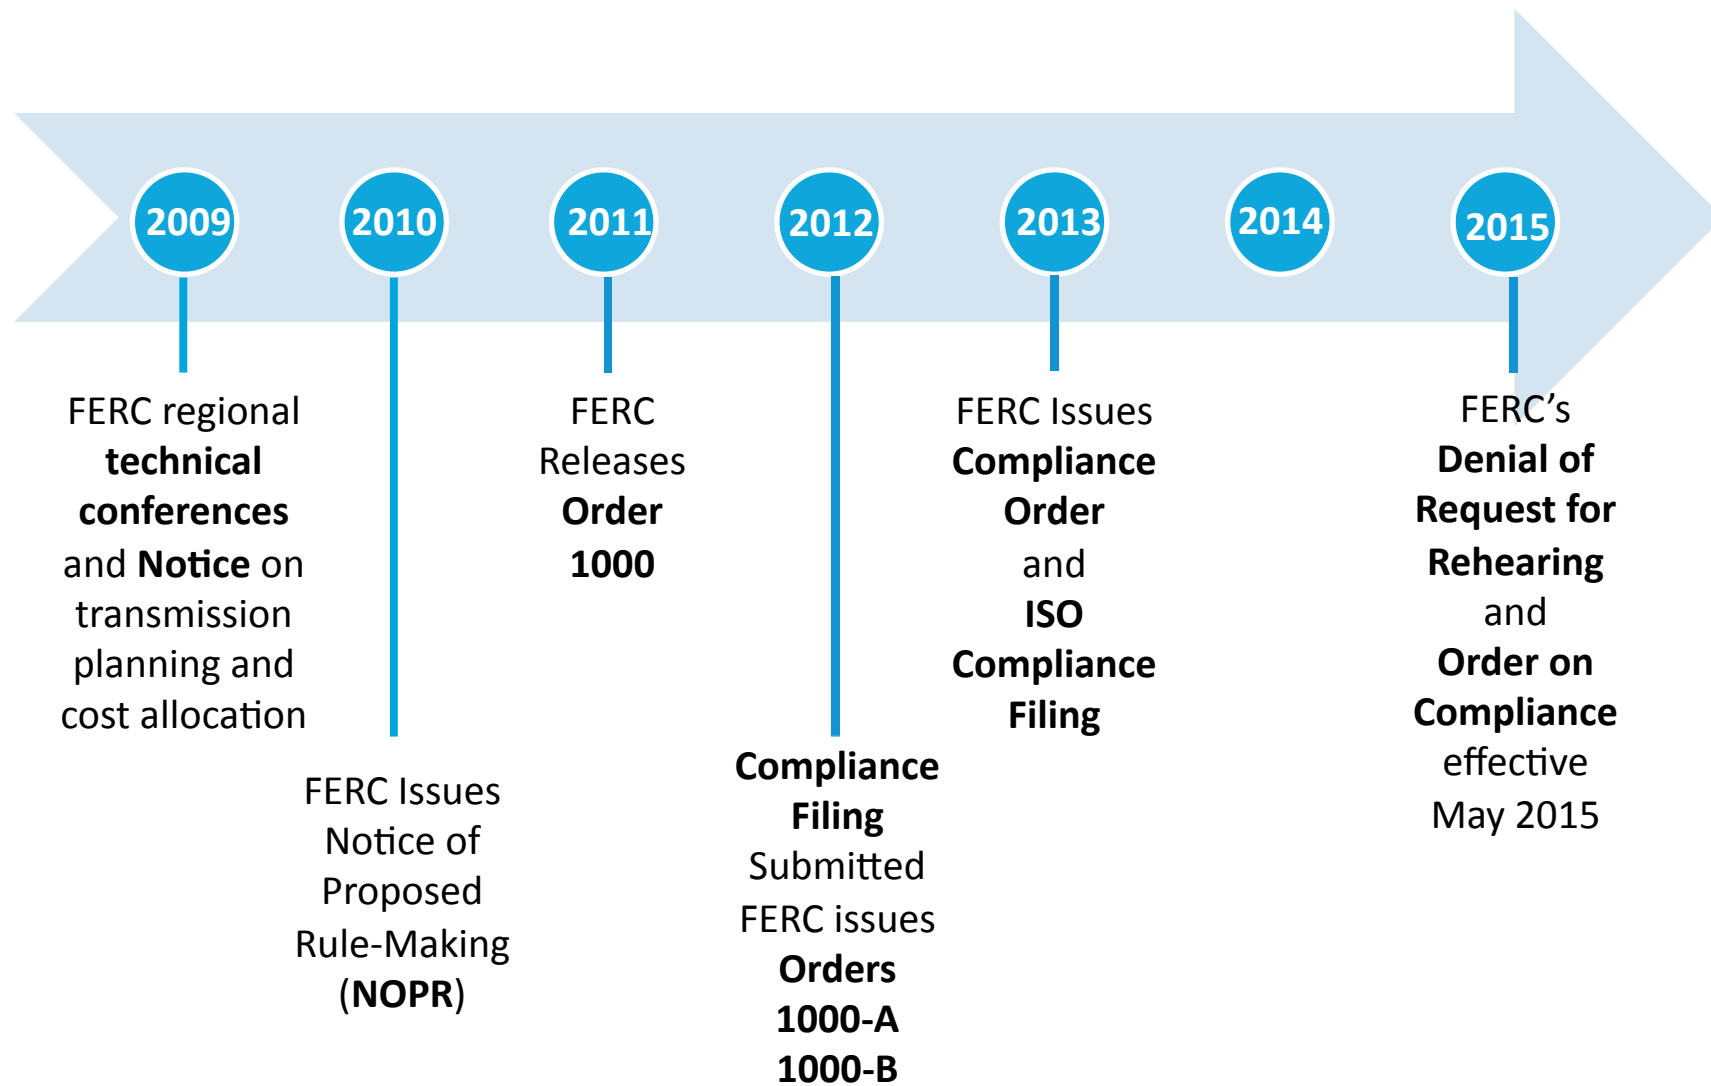 2009
2010
2011
2012
2013
2014
2015
FERC regional
technical
conferences
and Notice on
transmission
planning and
cost allocation
FERC Issues
Notice of
Proposed
Rule-Making
(NOPR)
FERC
Releases
Order
1000
Compliance
Filing
Submitted
FERC issues
Orders
1000-A
1000-B
FERC Issues
Compliance
Order
and
ISO
Compliance
Filing
FERC’s
Denial of
Request for
Rehearing
and
Order on
Compliance
effective
May 2015